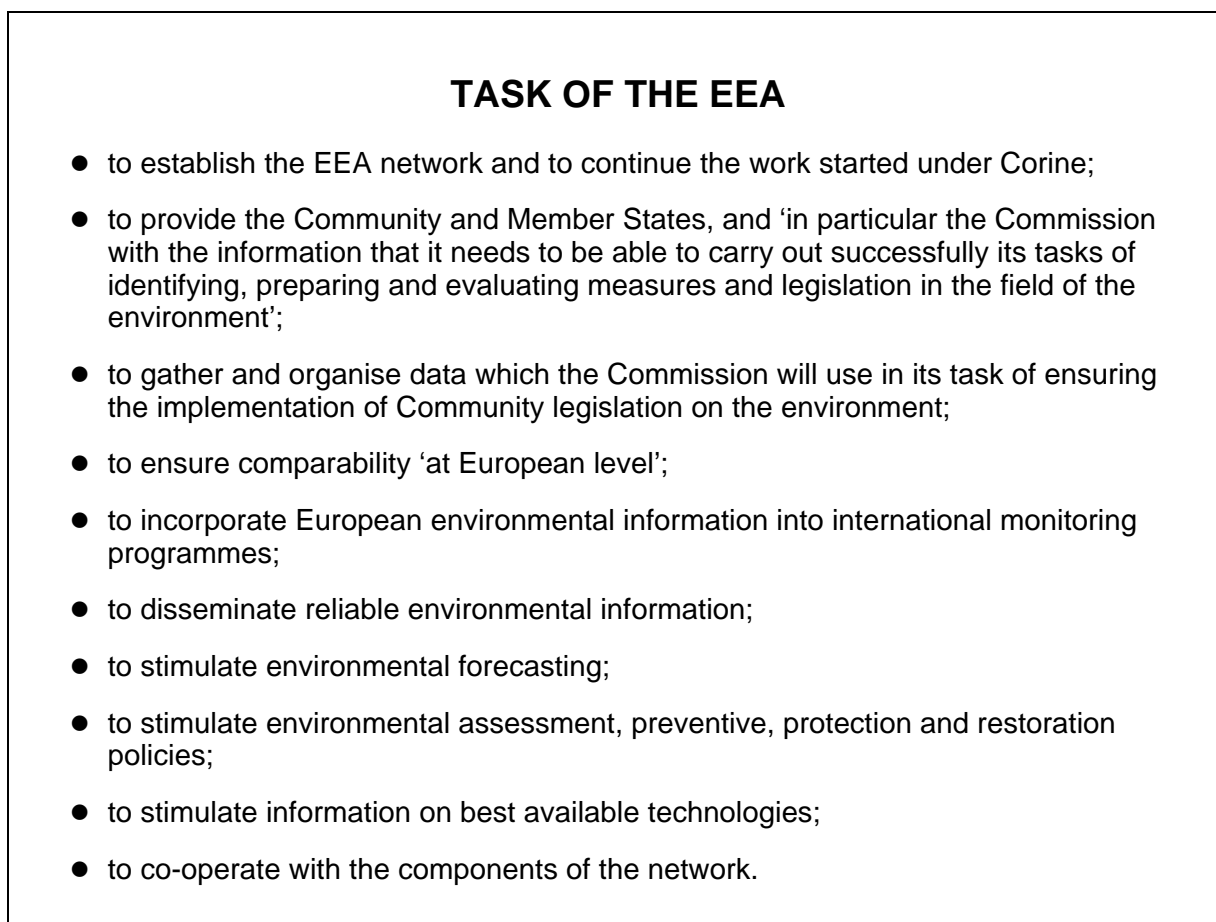 TASK OF THE EEA
● to establish the EEA network and to continue the work started under Corine;
● to provide the Community and Member States, and ‘in particular the Commission
with the information that it needs to be able to carry out successfully its tasks of
identifying, preparing and evaluating measures and legislation in the field of the
environment’;
● to gather and organise data which the Commission will use in its task of ensuring
the implementation of Community legislation on the environment;
● to ensure comparability ‘at European level’;
● to incorporate European environmental information into international monitoring
programmes;
● to disseminate reliable environmental information;
● to stimulate environmental forecasting;
● to stimulate environmental assessment, preventive, protection and restoration
policies;
● to stimulate information on best available technologies;
● to co-operate with the components of the network.